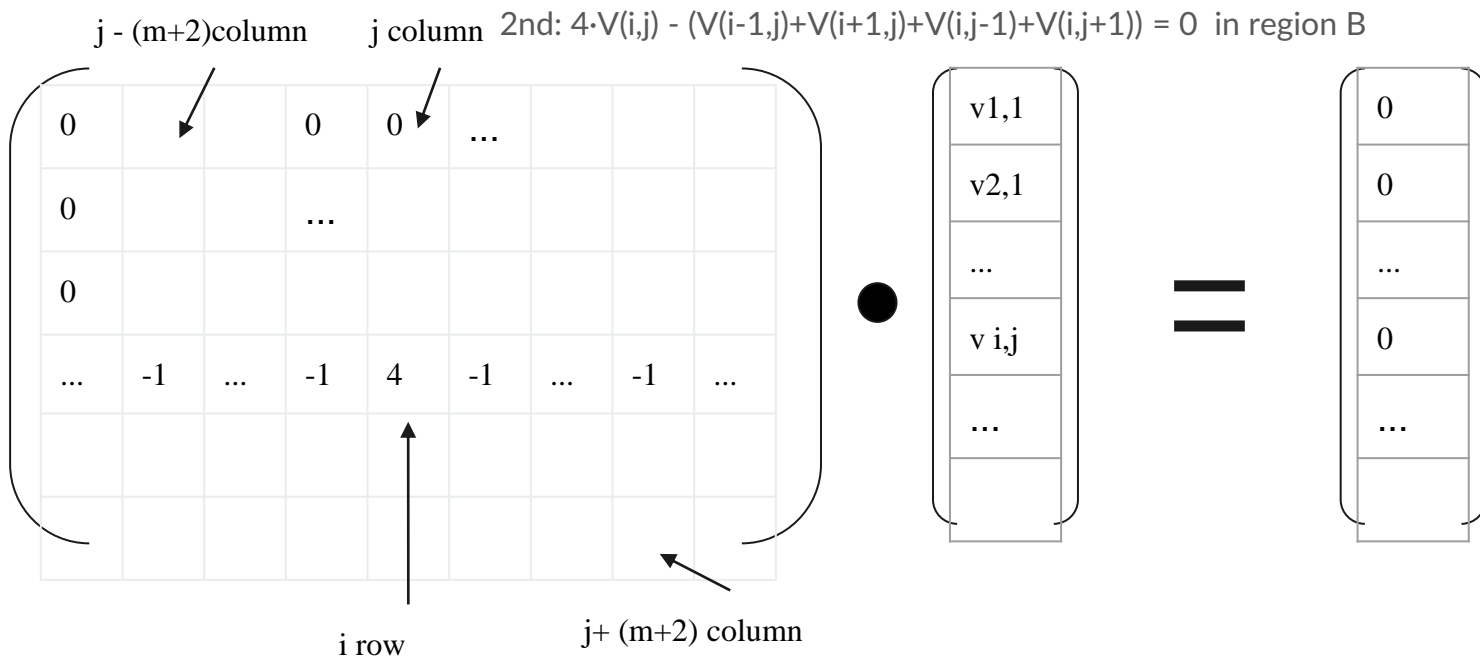 2nd: 4·V(i,j) - (V(i-1,j)+V(i+1,j)+V(i,j-1)+V(i,j+1)) = 0 in region B
j - (m+2)column
j column
0 0 0 ...
0 ...
0
... -1 ... -1 4 -1 ... -1 ...
v1,1
v2,1
...
v i,j
...
0
0
...
0
...
i row
j+ (m+2) column